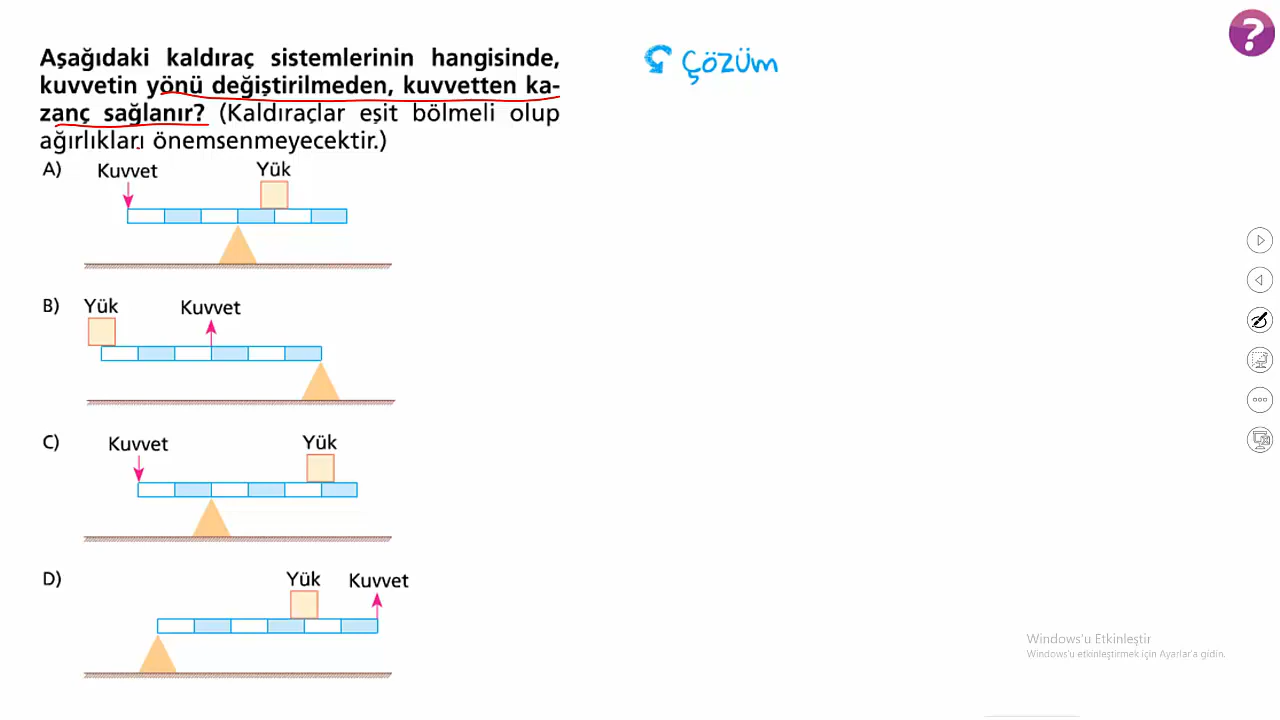 Aşağıdaki kaldıraç sistemlerinin hangisinde,
kuvvetin yönü değiştirilmeden, kuvvetten ka-
zanç sağlanır? (Kaldıraçlar eşit bölmeli olup
ağırlıkları önemsenmeyecektir.)
A) Kuvvet Yük
B) Yük Kuvvet
C) Kuvvet Yük
D) Yük Kuvvet
Çözüm
?
Windows'u Etkinleştir
Windows'u etkinleştirmek için Ayarlar'a gidin.